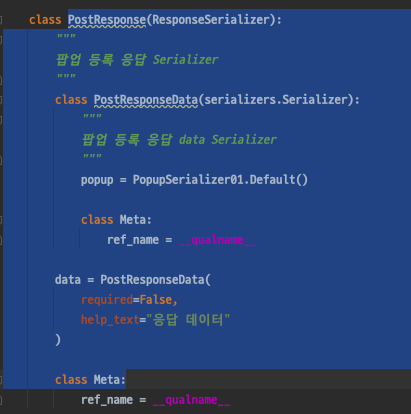 class PostResponse(ResponseSerializer):
"""
팝업 등록 응답 Serializer
"""
class PostResponseData(serializers.Serializer):
"""
팝업 등록 응답 data Serializer
"""
popup = PopupSerializer01.Default()
class Meta:
ref_name = __qualname__
data = PostResponseData(
required=False,
help_text="응답 데이터"
)
class Meta:
ref_name = __qualname__